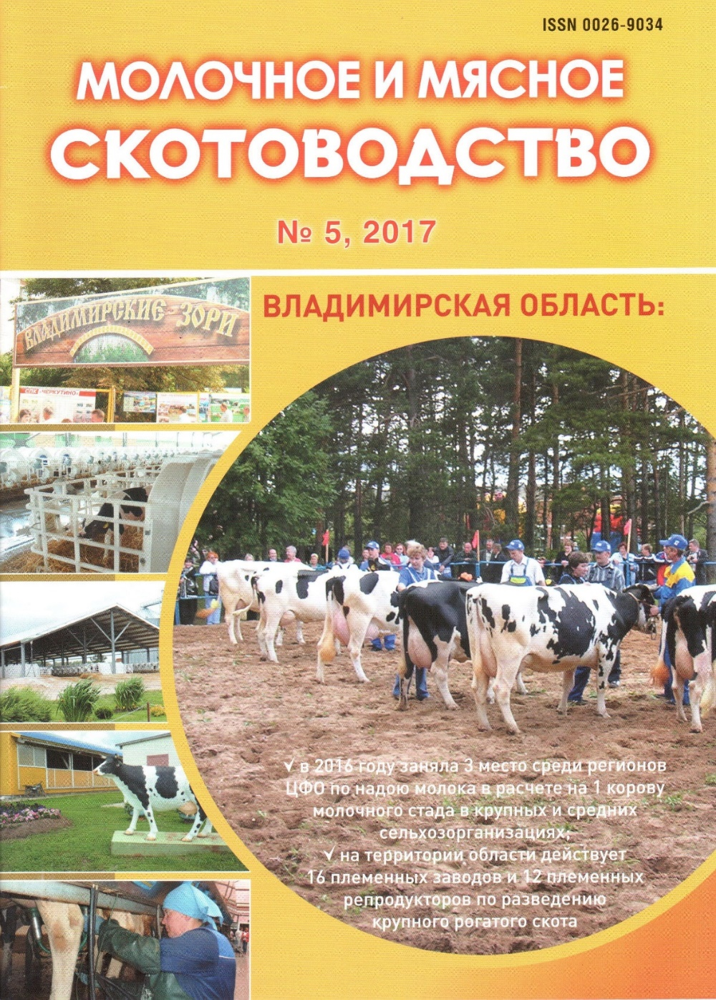 ISSN 0026-9034
МОЛОЧНОЕ И МЯСНОЕ
СКОТОВОДСТВО
№ 5, 2017
ВЛАДИМИРСКАЯ ОБЛАСТЬ:
ВЛАДИМИРСКИЕ ЗОРИ
СПК «ЧЕРКУТИНО»
✓ в 2016 году заняла 3 место среди регионов
ЦФО по надою молока в расчете на 1 корову
молочного стада в крупных и средних
сельхозорганизациях;
✓ на территории области действует
16 племенных заводов и 12 племенных
репродукторов по разведению
крупного рогатого скота